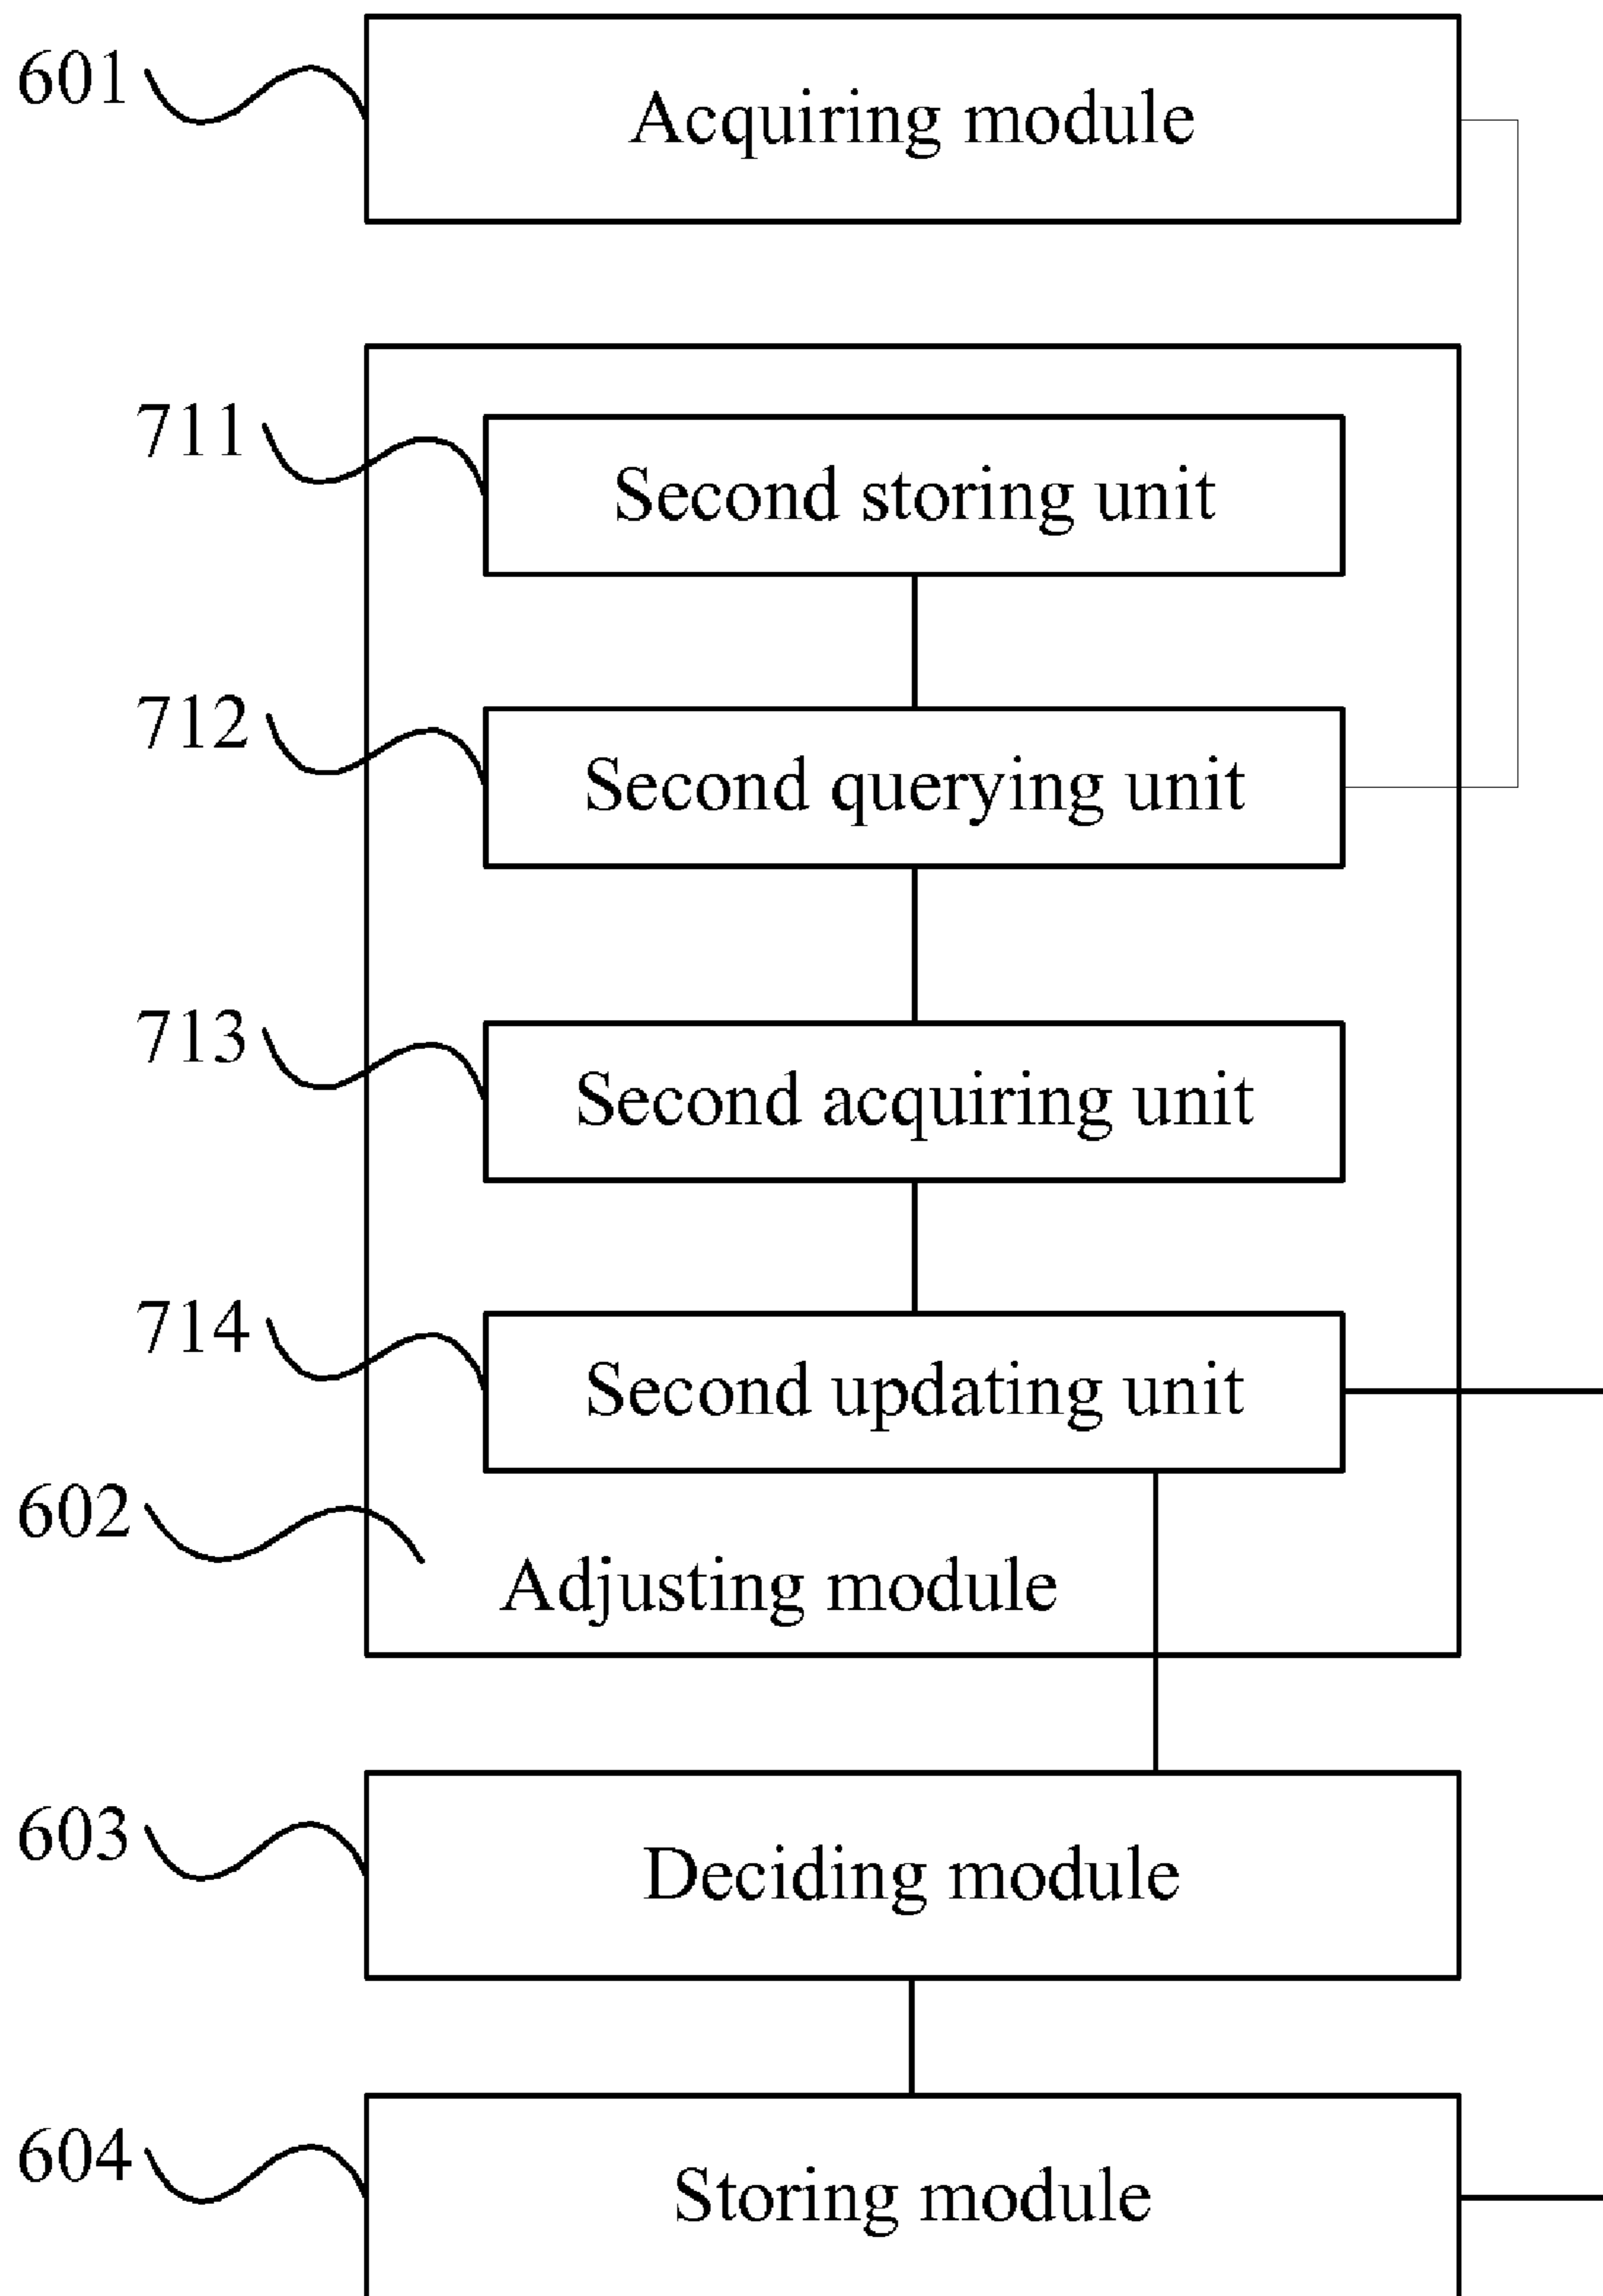 601
Acquiring module
711
Second storing unit
712
Second querying unit
713
Second acquiring unit
714
Second updating unit
602
Adjusting module
603
Deciding module
604
Storing module